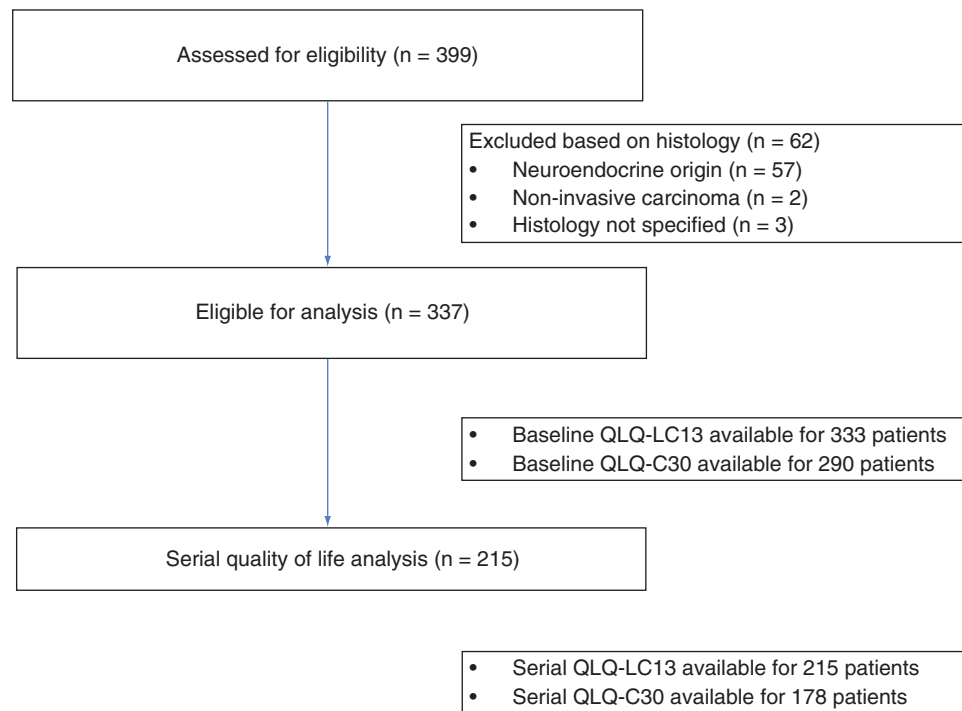 Assessed for eligibility (n = 399)
Excluded based on histology (n = 62)
• Neuroendocrine origin (n = 57)
• Non-invasive carcinoma (n = 2)
• Histology not specified (n = 3)
Eligible for analysis (n = 337)
• Baseline QLQ-LC13 available for 333 patients
• Baseline QLQ-C30 available for 290 patients
Serial quality of life analysis (n = 215)
• Serial QLQ-LC13 available for 215 patients
• Serial QLQ-C30 available for 178 patients